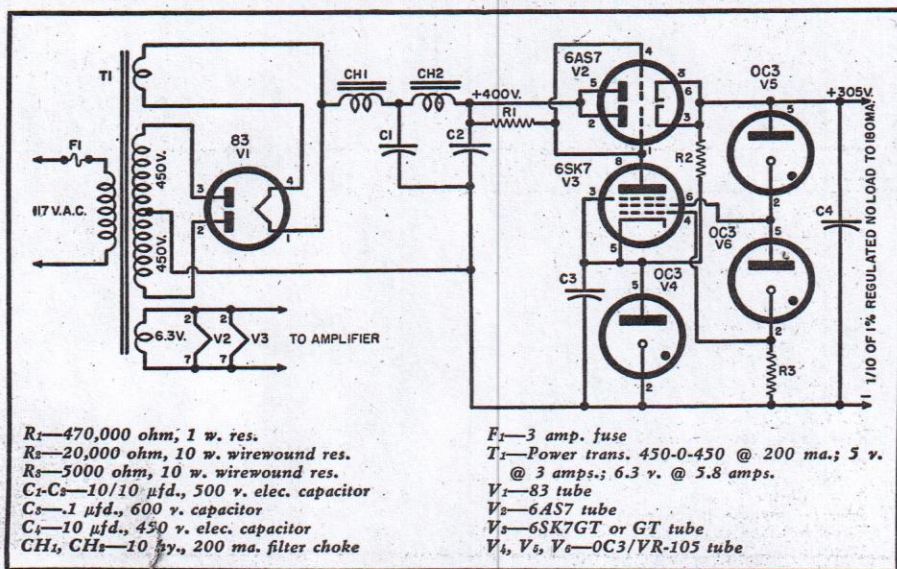 T1
CH1
CH2
+400V.
6AS7
V2
OC3
V5
+305V.
F1
117 V.A.C.
450V.
450V.
83
V1
3
2
4
1
C1
C2
R1
5
2
4
8
6
3
1
R2
6SK7
V3
8
3
6
4
5
OC3
V6
5
2
5
2
C4
C3
OC3
V4
5
2
R3
6.3V.
2
V2
7
2
V3
7
TO AMPLIFIER
1/10 OF 1% REGULATED NO LOAD TO 180MA.
R1—470,000 ohm, 1 w. res.
R2—20,000 ohm, 10 w. wirewound res.
R3—5000 ohm, 10 w. wirewound res.
C1-C2—10/10 µfd., 500 v. elec. capacitor
C3—.1 µfd., 600 v. capacitor
C4—10 µfd., 450 v. elec. capacitor
CH1, CH2—10 hy., 200 ma. filter choke
F1—3 amp. fuse
T1—Power trans. 450-0-450 @ 200 ma.; 5 v.
@ 3 amps.; 6.3 v. @ 5.8 amps.
V1—83 tube
V2—6AS7 tube
V3—6SK7GT or GT tube
V4, V5, V6—0C3/VR-105 tube